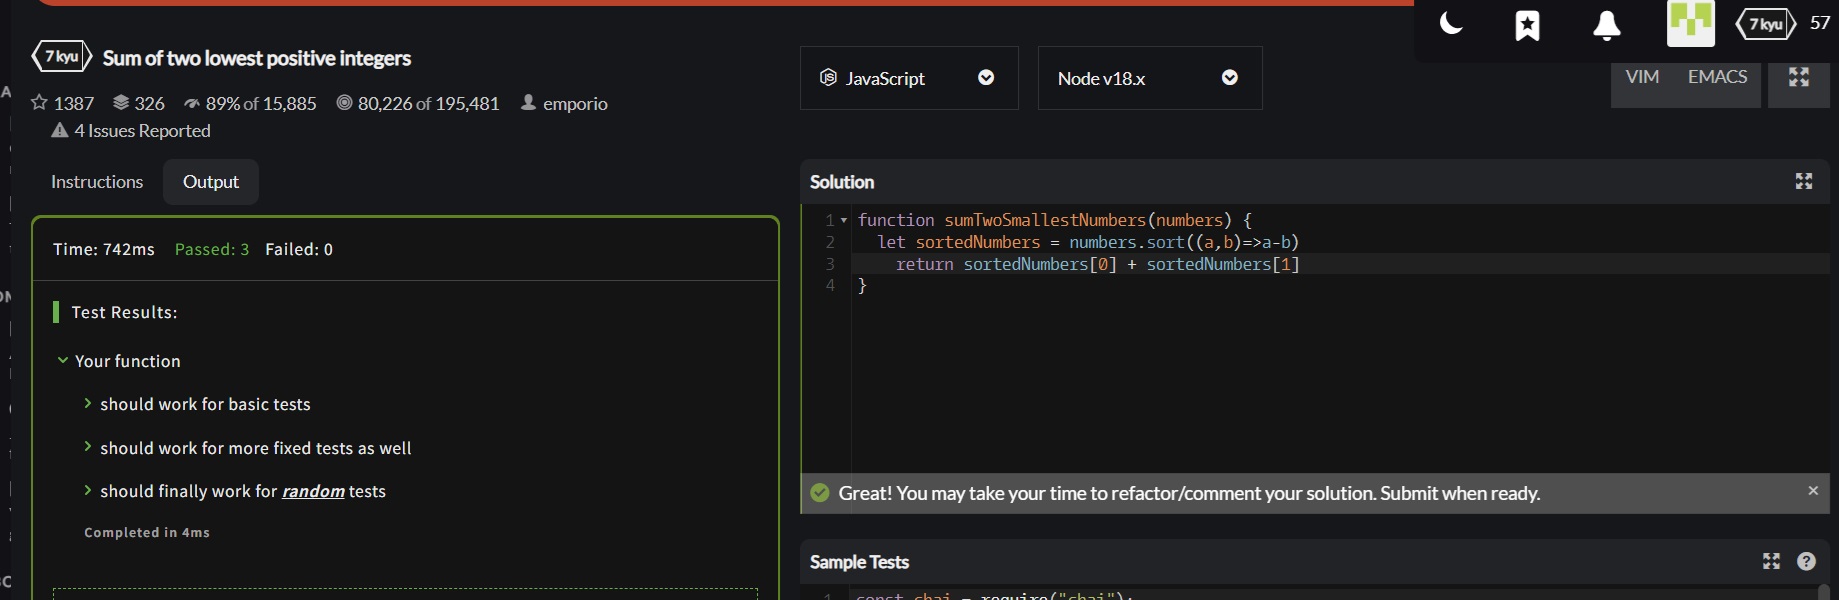 7 kyu 57
7 kyu Sum of two lowest positive integers
1387 326 89% of 15,885 80,226 of 195,481 emporio
4 Issues Reported
JavaScript Node v18.x VIM EMACS
Instructions Output
Time: 742ms Passed: 3 Failed: 0
Test Results:
Your function
should work for basic tests
should work for more fixed tests as well
should finally work for random tests
Completed in 4ms
Solution
1 function sumTwoSmallestNumbers(numbers) {
2 let sortedNumbers = numbers.sort((a,b)=>a-b)
3 return sortedNumbers[0] + sortedNumbers[1]
4 }
Great! You may take your time to refactor/comment your solution. Submit when ready. ×
Sample Tests ?
1 const chai = require("chai");